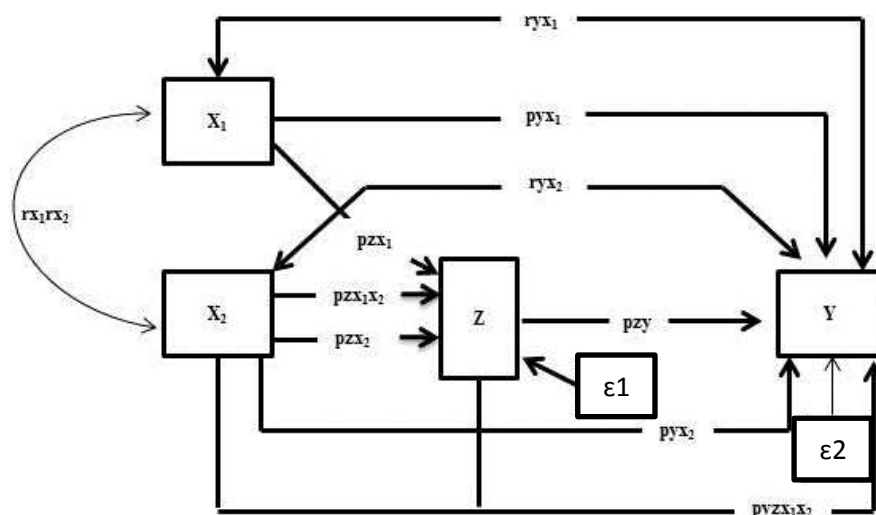 ryx₁
X₁
pyx₁
ryx₂
rx₁rx₂
pzx₁
X₂
pzx₁x₂
Z
pzy
Y
pzx₂
ε1
pyx₂
ε2
pyzx₁x₂